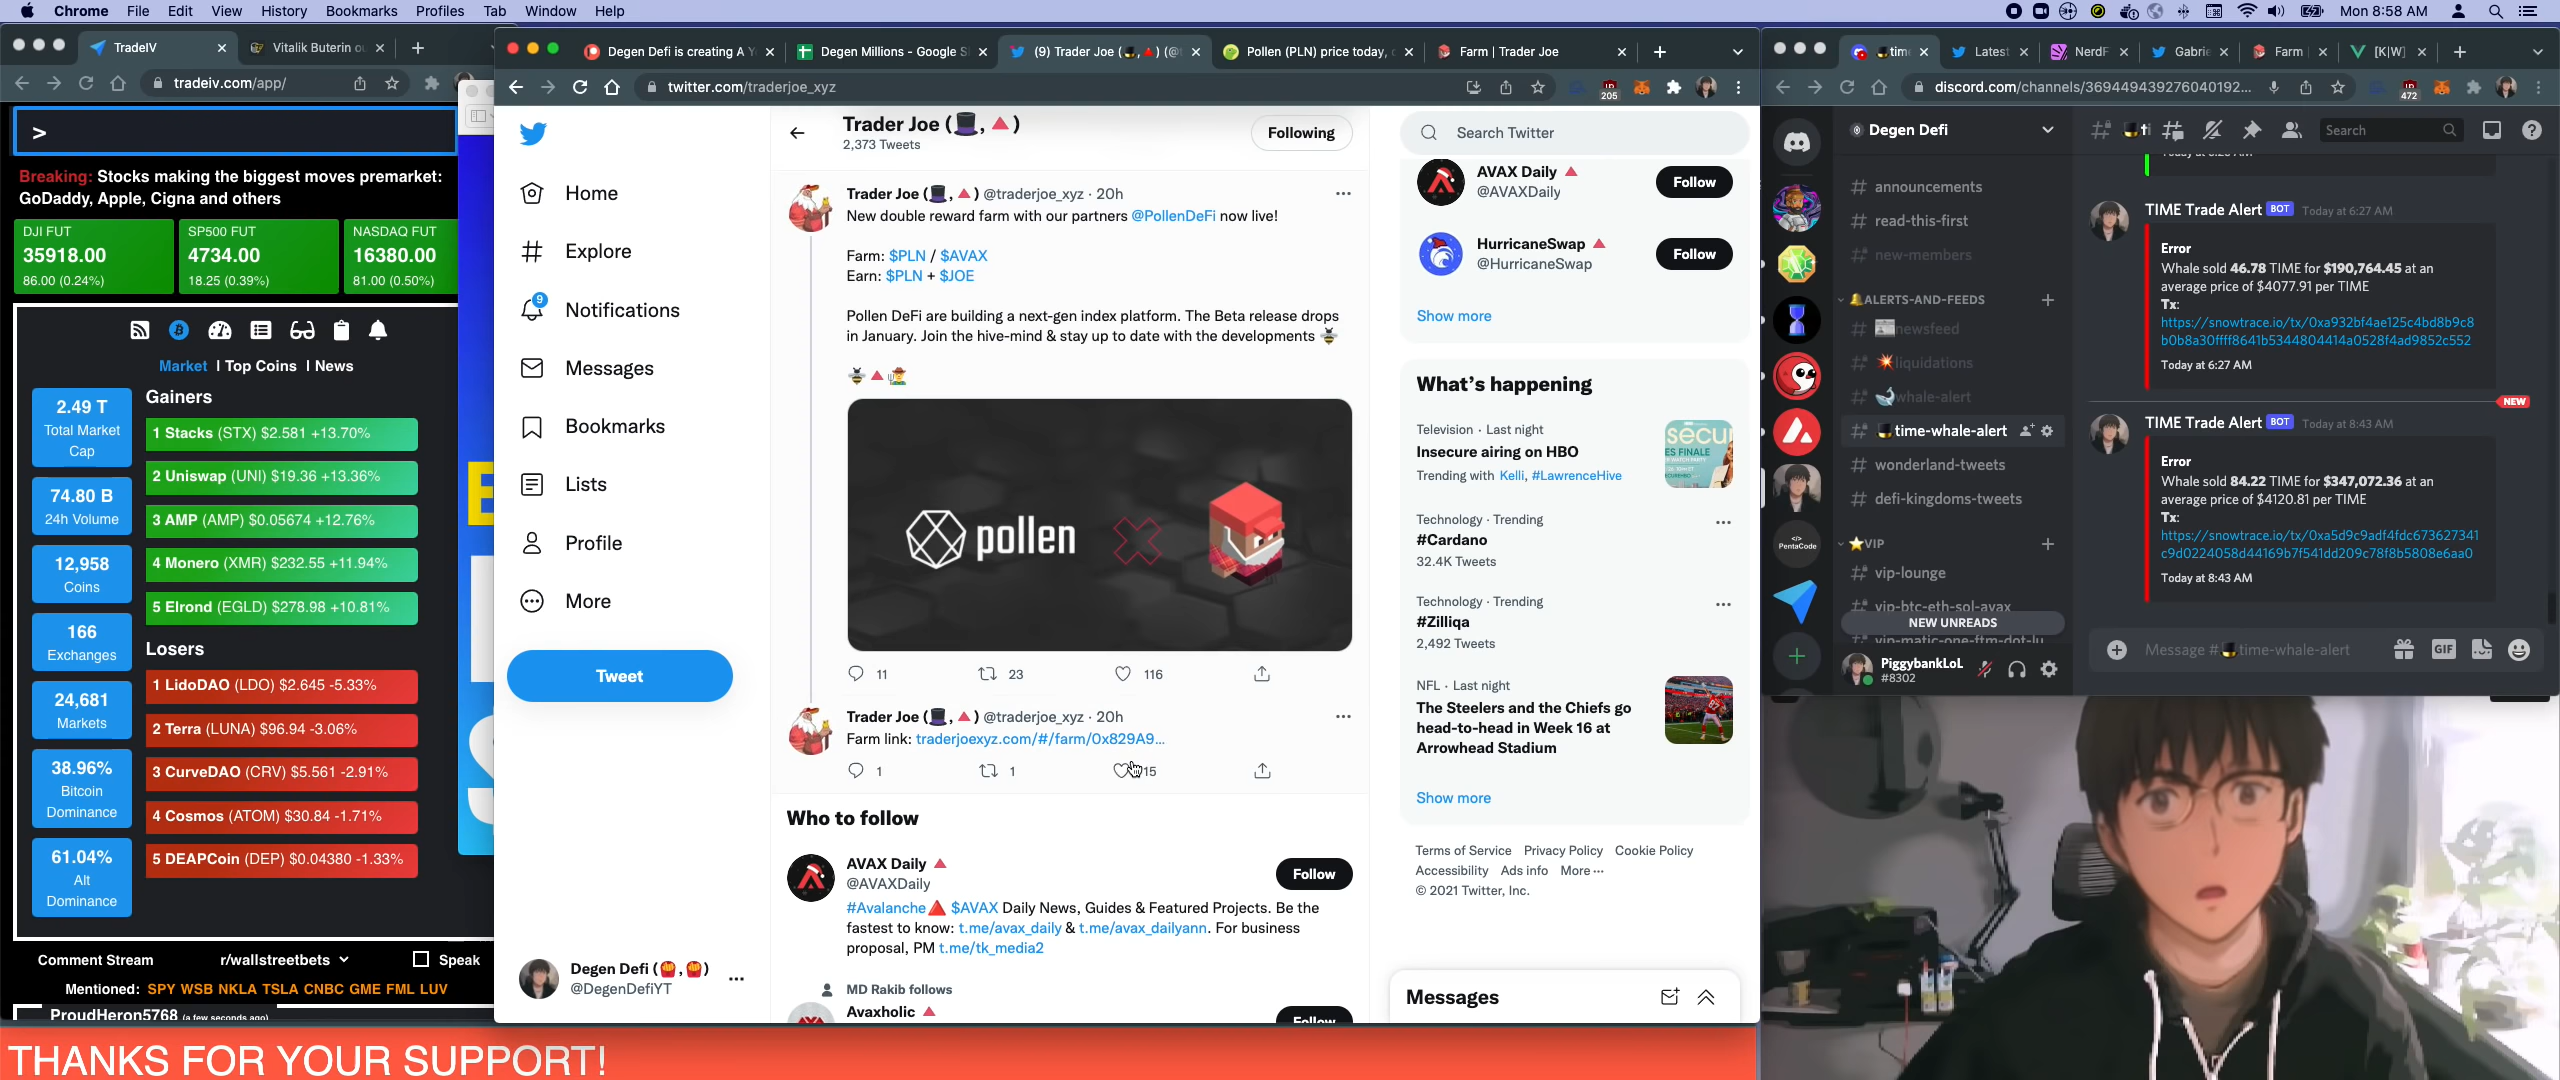 Chrome File Edit View History Bookmarks Profiles Tab Window Help
Mon 8:58 AM
TradeIV
Vitalik Buterin
tradeiv.com/app/
>
Breaking: Stocks making the biggest moves premarket:
GoDaddy, Apple, Cigna and others
DJI FUT
35918.00
86.00 (0.24%)
SP500 FUT
4734.00
18.25 (0.39%)
NASDAQ FUT
16380.00
81.00 (0.50%)
Market | Top Coins | News
2.49 T
Total Market
Cap
74.80 B
24h Volume
12,958
Coins
166
Exchanges
24,681
Markets
38.96%
Bitcoin
Dominance
61.04%
Alt
Dominance
Gainers
1 Stacks (STX) $2.581 +13.70%
2 Uniswap (UNI) $19.36 +13.36%
3 AMP (AMP) $0.05674 +12.76%
4 Monero (XMR) $232.55 +11.94%
5 Elrond (EGLD) $278.98 +10.81%
Losers
1 LidoDAO (LDO) $2.645 -5.33%
2 Terra (LUNA) $96.94 -3.06%
3 CurveDAO (CRV) $5.561 -2.91%
4 Cosmos (ATOM) $30.84 -1.71%
5 DEAPCoin (DEP) $0.04380 -1.33%
Comment Stream
r/wallstreetbets
Speak
Mentioned: SPY WSB NKLA TSLA CNBC GME FML LUV
ProudHeron5768 (a few seconds ago)
THANKS FOR YOUR SUPPORT!
Degen Defi is creating A
Degen Millions - Google
(9) Trader Joe (🎩,🔺) (@
Pollen (PLN) price today,
Farm | Trader Joe
twitter.com/traderjoe_xyz
205
Home
Explore
9
Notifications
Messages
Bookmarks
Lists
Profile
More
Tweet
Degen Defi
@DegenDefiYT
Trader Joe (🎩,🔺)
2,373 Tweets
Following
Trader Joe (🎩,🔺) @traderjoe_xyz · 20h
New double reward farm with our partners @PollenDeFi now live!
Farm: $PLN / $AVAX
Earn: $PLN + $JOE
Pollen DeFi are building a next-gen index platform. The Beta release drops
in January. Join the hive-mind & stay up to date with the developments 🐝
🐝🔺🧑‍🌾
pollen
11 23 116
Trader Joe (🎩,🔺) @traderjoe_xyz · 20h
Farm link: traderjoexyz.com/#/farm/0x829A9...
1 1 15
Who to follow
AVAX Daily 🔺
@AVAXDaily
Follow
#Avalanche🔺 $AVAX Daily News, Guides & Featured Projects. Be the
fastest to know: t.me/avax_daily & t.me/avax_dailyann. For business
proposal, PM t.me/tk_media2
MD Rakib follows
Avaxholic 🔺
Follow
Search Twitter
AVAX Daily 🔺
@AVAXDaily
Follow
HurricaneSwap 🔺
@HurricaneSwap
Follow
Show more
What's happening
Television · Last night
Insecure airing on HBO
Trending with Kelli, #LawrenceHive
Technology · Trending
#Cardano
32.4K Tweets
Technology · Trending
#Zilliqa
2,492 Tweets
NFL · Last night
The Steelers and the Chiefs go
head-to-head in Week 16 at
Arrowhead Stadium
Show more
Terms of Service Privacy Policy Cookie Policy
Accessibility Ads info More ···
© 2021 Twitter, Inc.
Messages
Latest
NerdF
Gabrie
Farm
[K|W]
discord.com/channels/369449439276040192...
472
PentaCode
Degen Defi
# announcements
# read-this-first
# new-members
🔔ALERTS-AND-FEEDS
# newsfeed
# 💥liquidations
# whale-alert
# time-whale-alert
# wonderland-tweets
# defi-kingdoms-tweets
⭐VIP
# vip-lounge
# vip-btc-eth-sol-avax
NEW UNREADS
PiggybankLoL
#8302
Search
TIME Trade Alert BOT Today at 6:27 AM
Error
Whale sold 46.78 TIME for $190,764.45 at an
average price of $4077.91 per TIME
Tx:
https://snowtrace.io/tx/0xa932bf4ae125c4bd8b9c8
b0b8a30ffff8641b5344804414a0528f4ad9852c552
Today at 6:27 AM
NEW
TIME Trade Alert BOT Today at 8:43 AM
Error
Whale sold 84.22 TIME for $347,072.36 at an
average price of $4120.81 per TIME
Tx:
https://snowtrace.io/tx/0xa5d9c9adf4fdc673627341
c9d0224058d44169b7f541dd209c78f8b5808e6aa0
Today at 8:43 AM
Message #🎩time-whale-alert
GIF